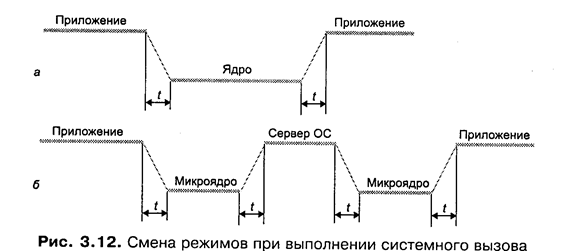 Приложение Приложение
а Ядро
t t
Приложение Сервер ОС Приложение
б Микроядро Микроядро
t t t t
Рис. 3.12. Смена режимов при выполнении системного вызова